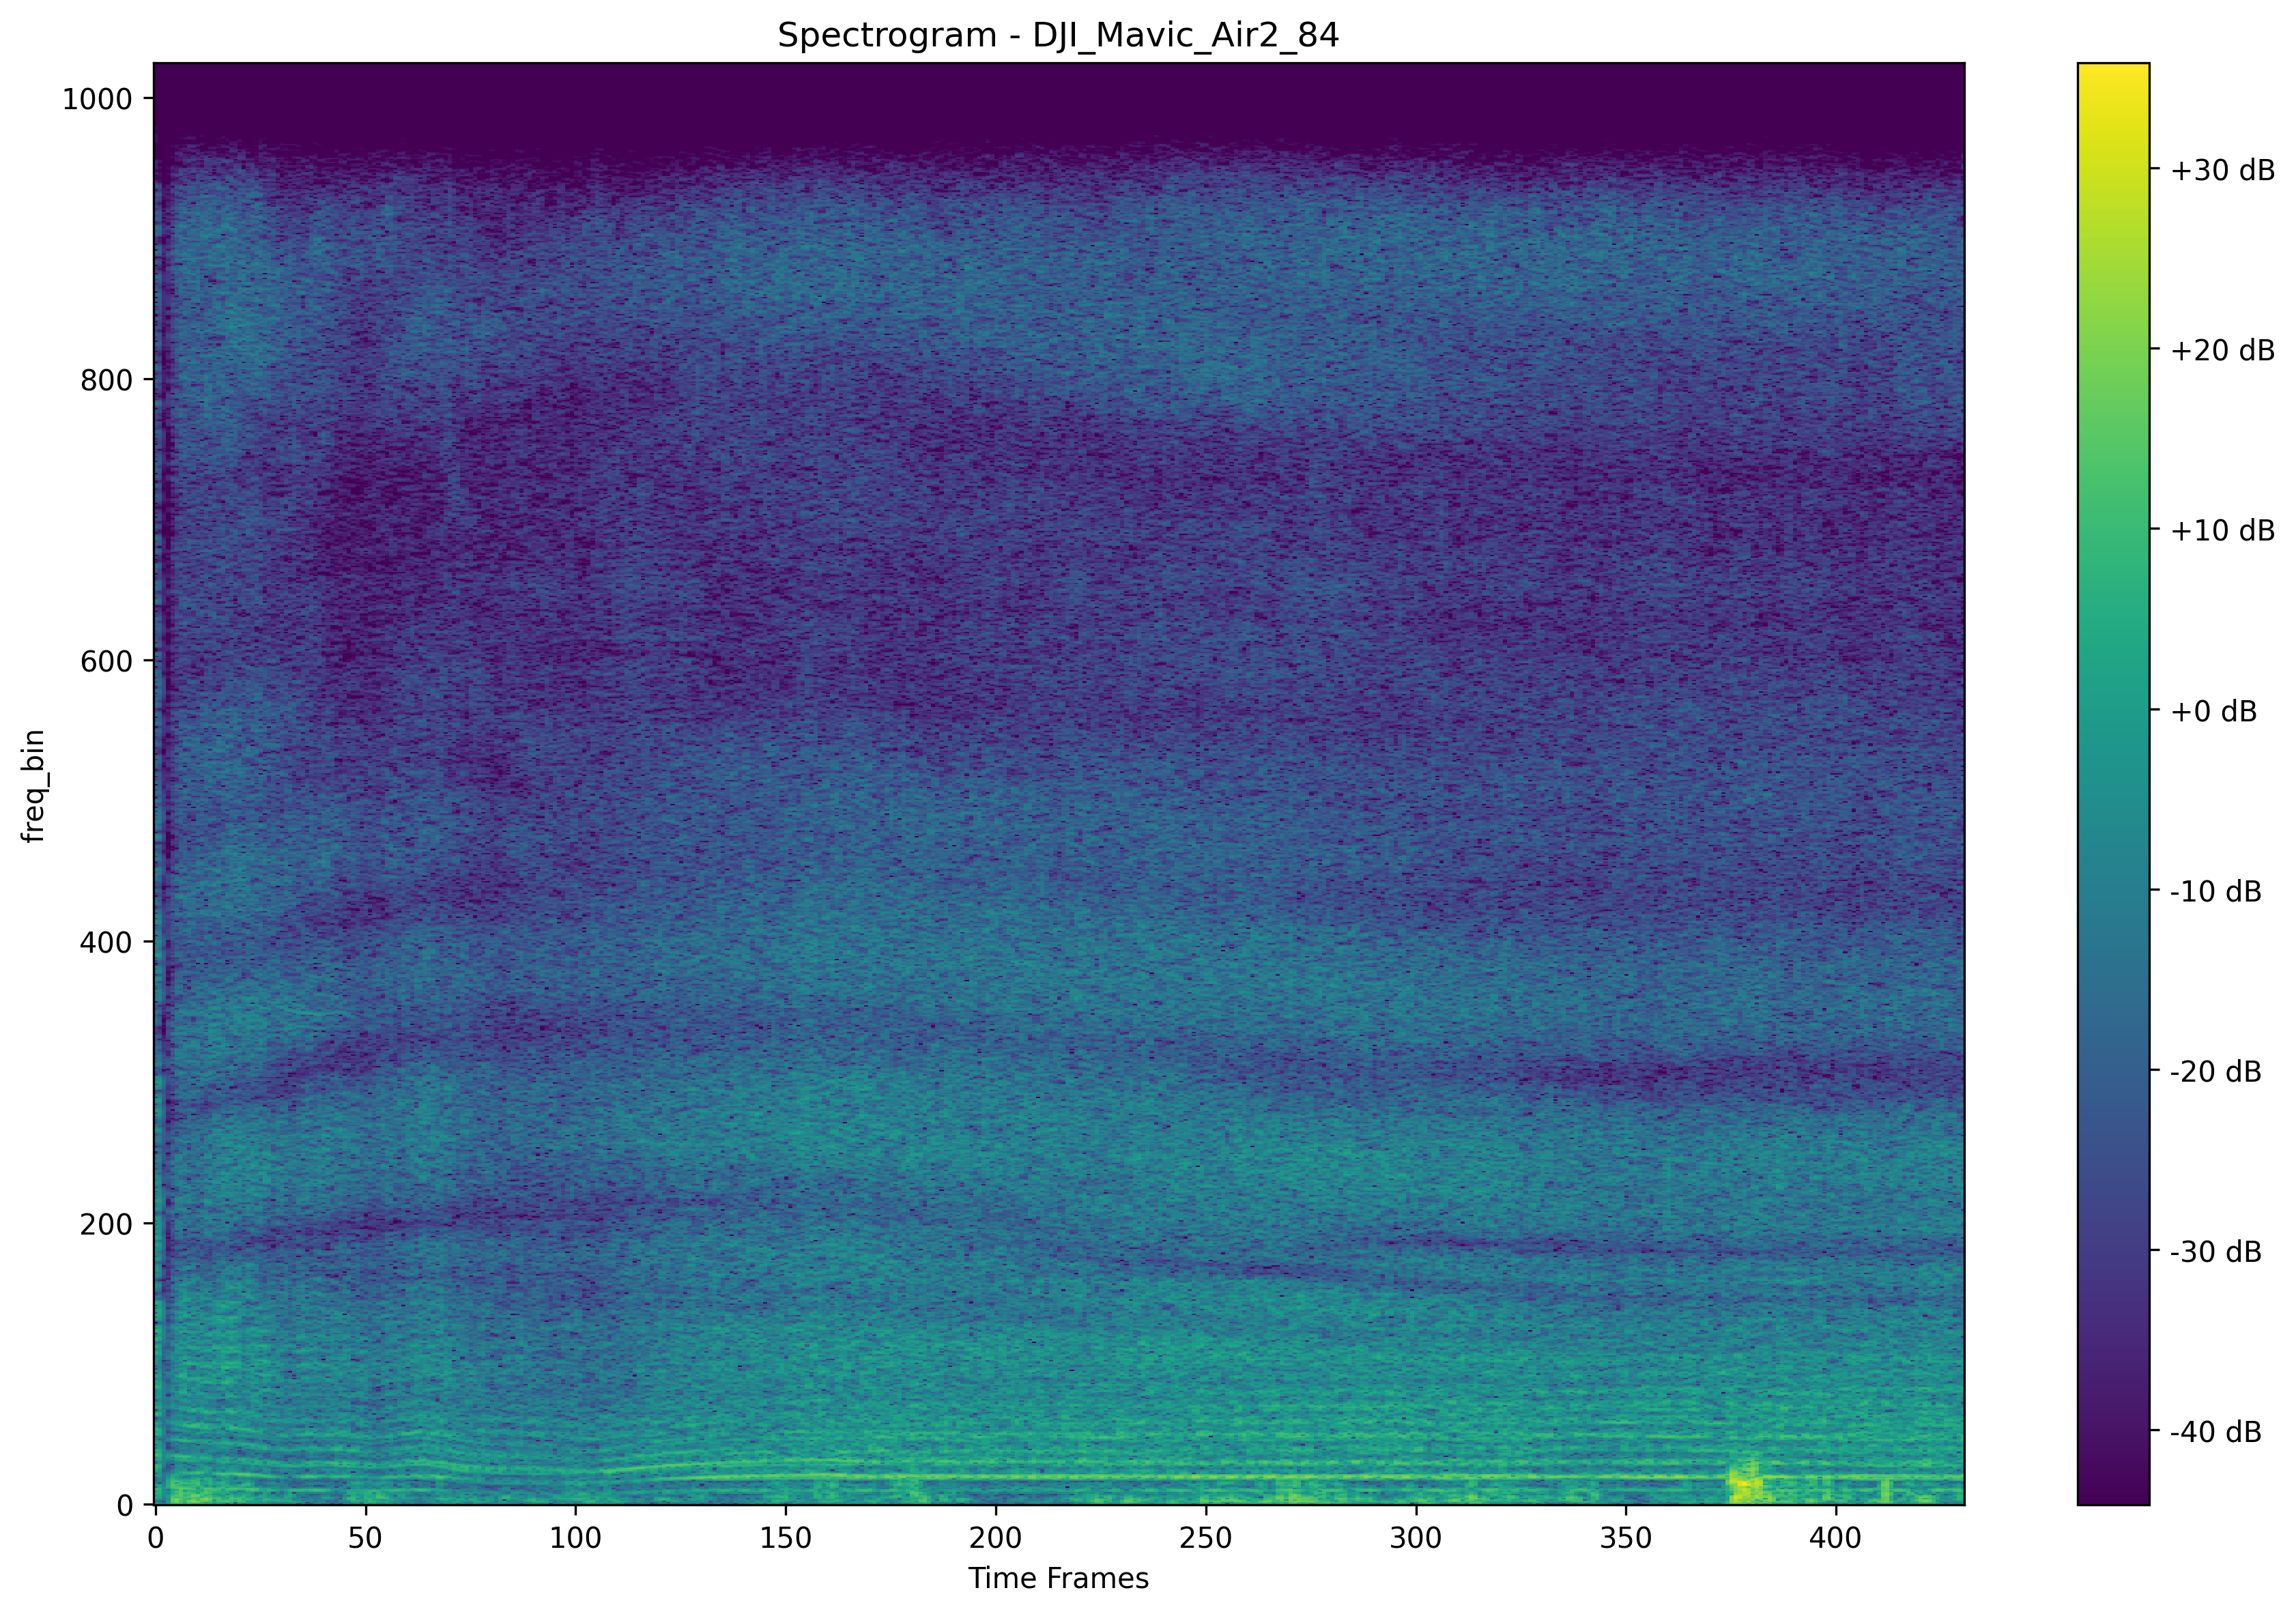 Spectrogram - DJI_Mavic_Air2_84
1000
800
600
400
200
0
freq_bin
0 50 100 150 200 250 300 350 400
Time Frames
+30 dB
+20 dB
+10 dB
+0 dB
-10 dB
-20 dB
-30 dB
-40 dB